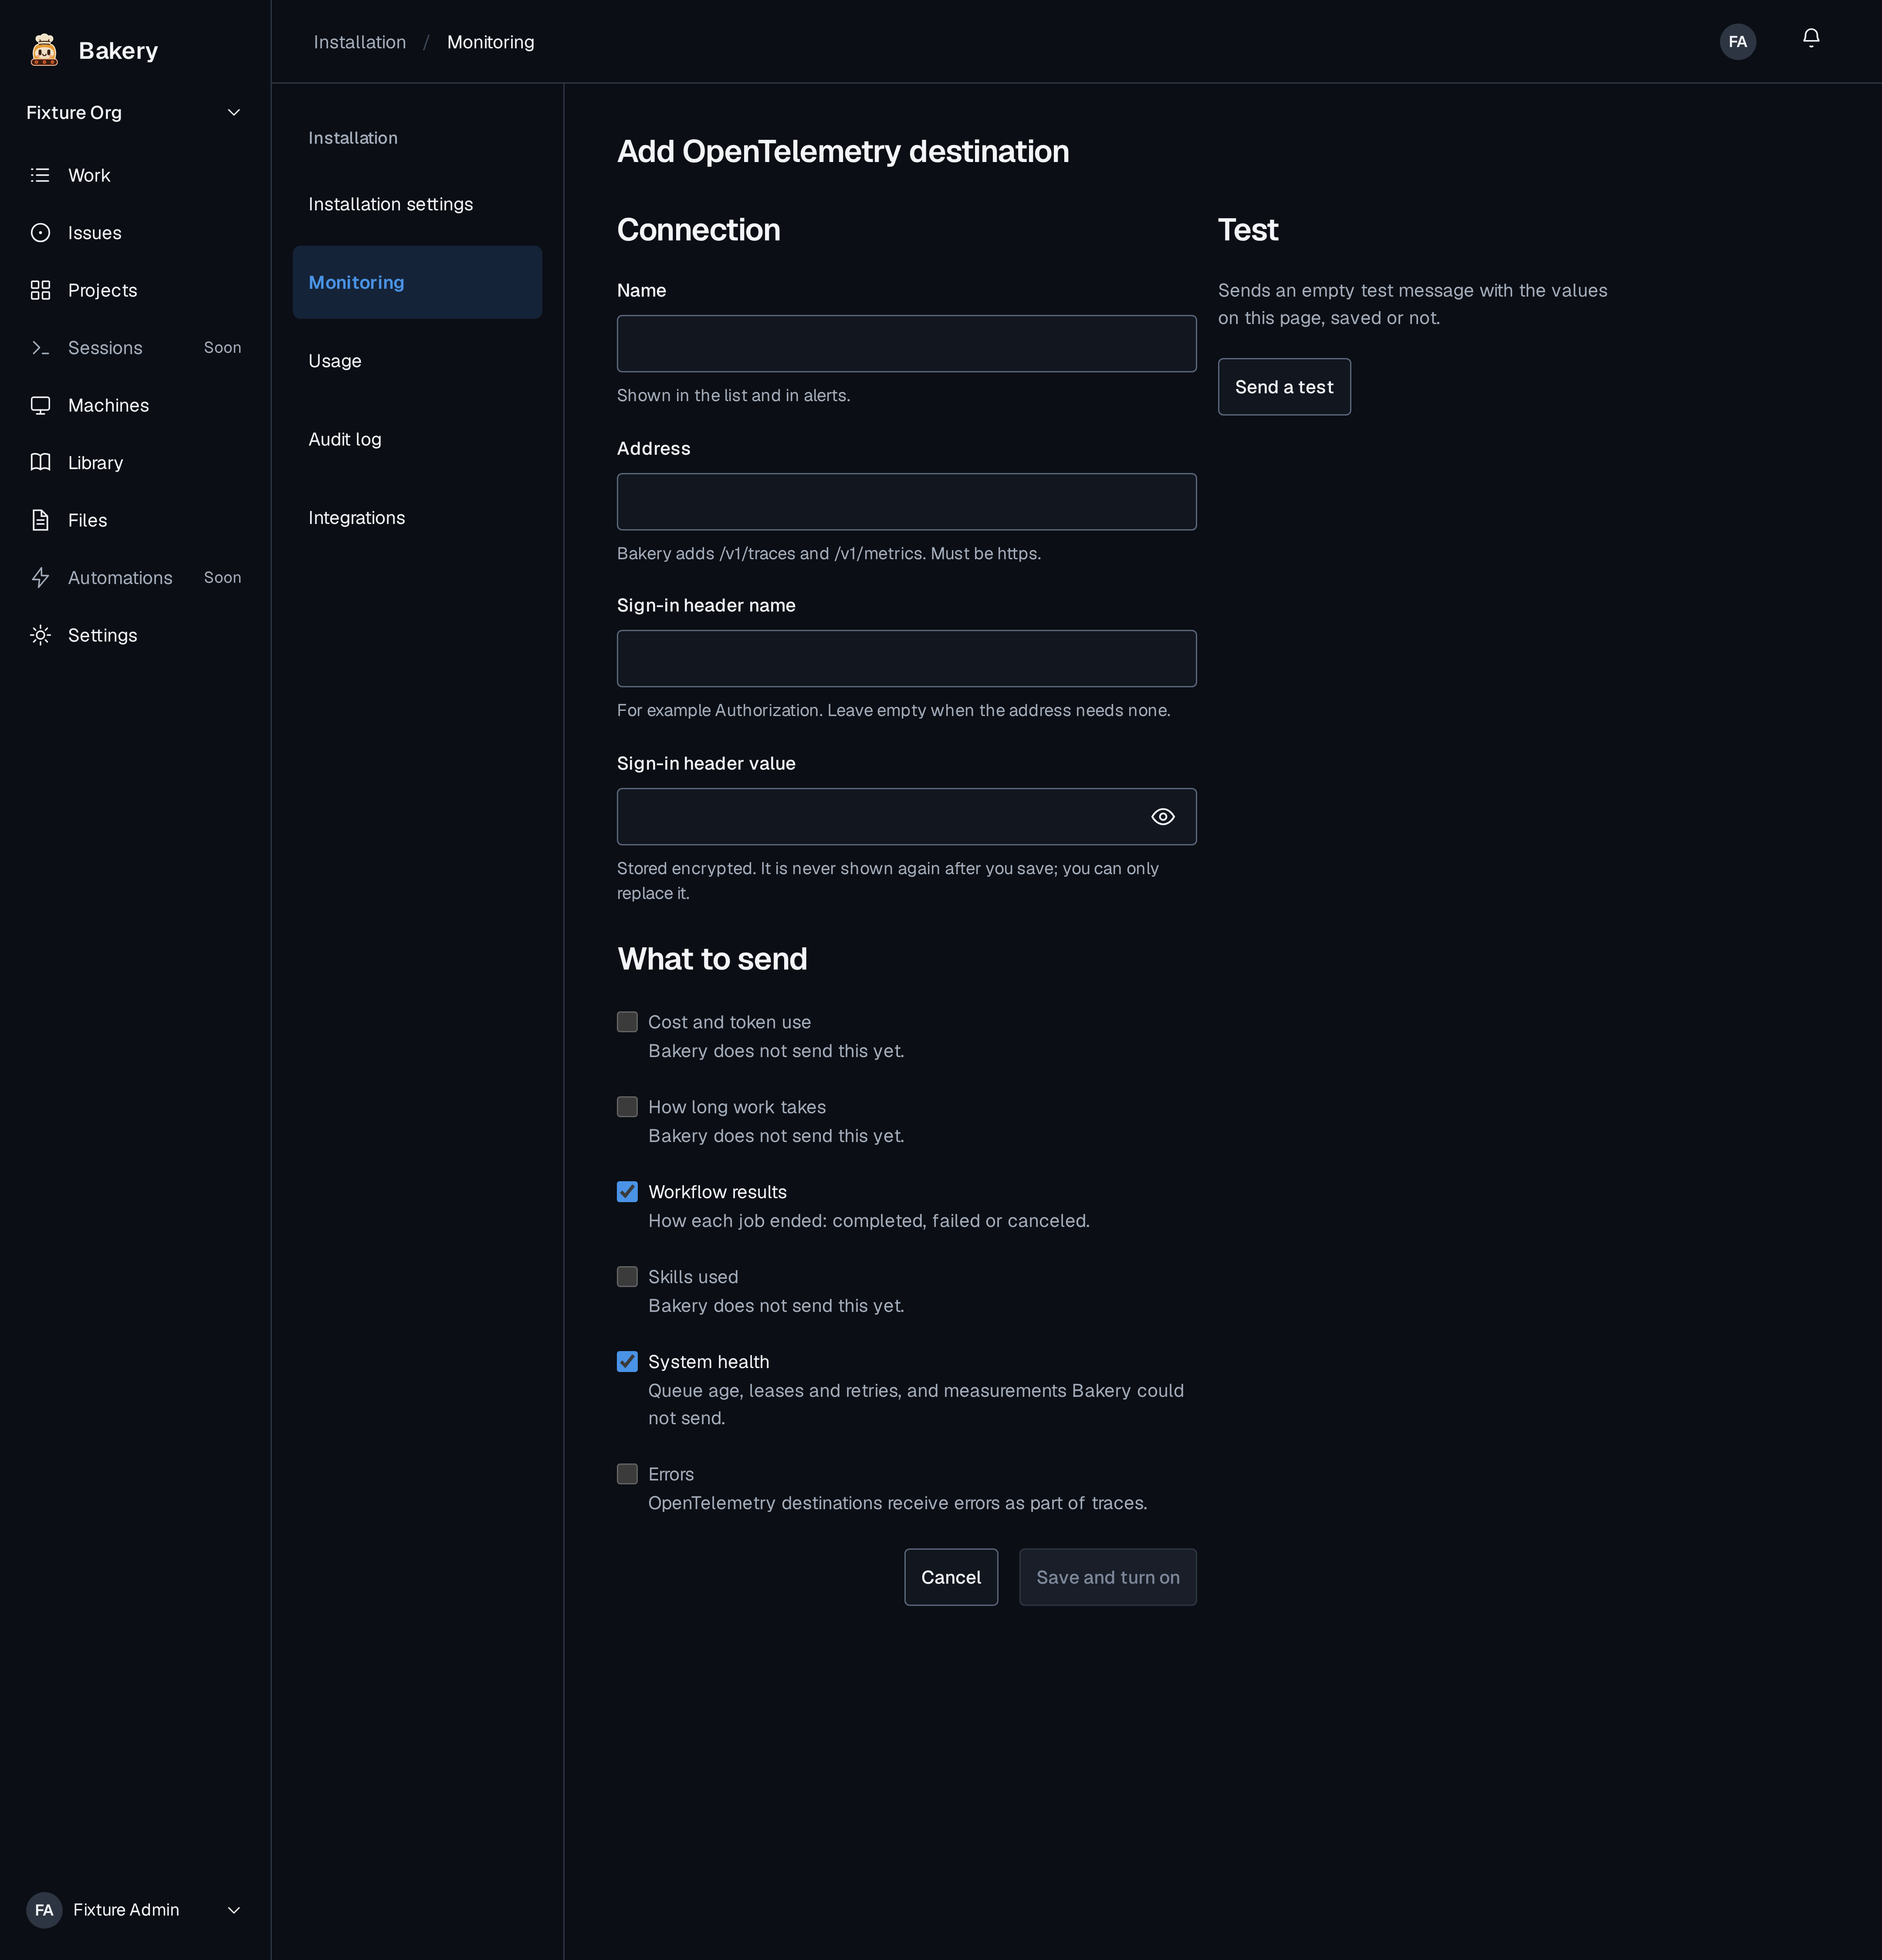 Bakery
Fixture Org
Work
Issues
Projects
Sessions Soon
Machines
Library
Files
Automations Soon
Settings
FA Fixture Admin
Installation / Monitoring
FA
Installation
Installation settings
Monitoring
Usage
Audit log
Integrations
Add OpenTelemetry destination
Connection
Name
Shown in the list and in alerts.
Address
Bakery adds /v1/traces and /v1/metrics. Must be https.
Sign-in header name
For example Authorization. Leave empty when the address needs none.
Sign-in header value
Stored encrypted. It is never shown again after you save; you can only
replace it.
What to send
Cost and token use
Bakery does not send this yet.
How long work takes
Bakery does not send this yet.
Workflow results
How each job ended: completed, failed or canceled.
Skills used
Bakery does not send this yet.
System health
Queue age, leases and retries, and measurements Bakery could
not send.
Errors
OpenTelemetry destinations receive errors as part of traces.
Cancel
Save and turn on
Test
Sends an empty test message with the values
on this page, saved or not.
Send a test